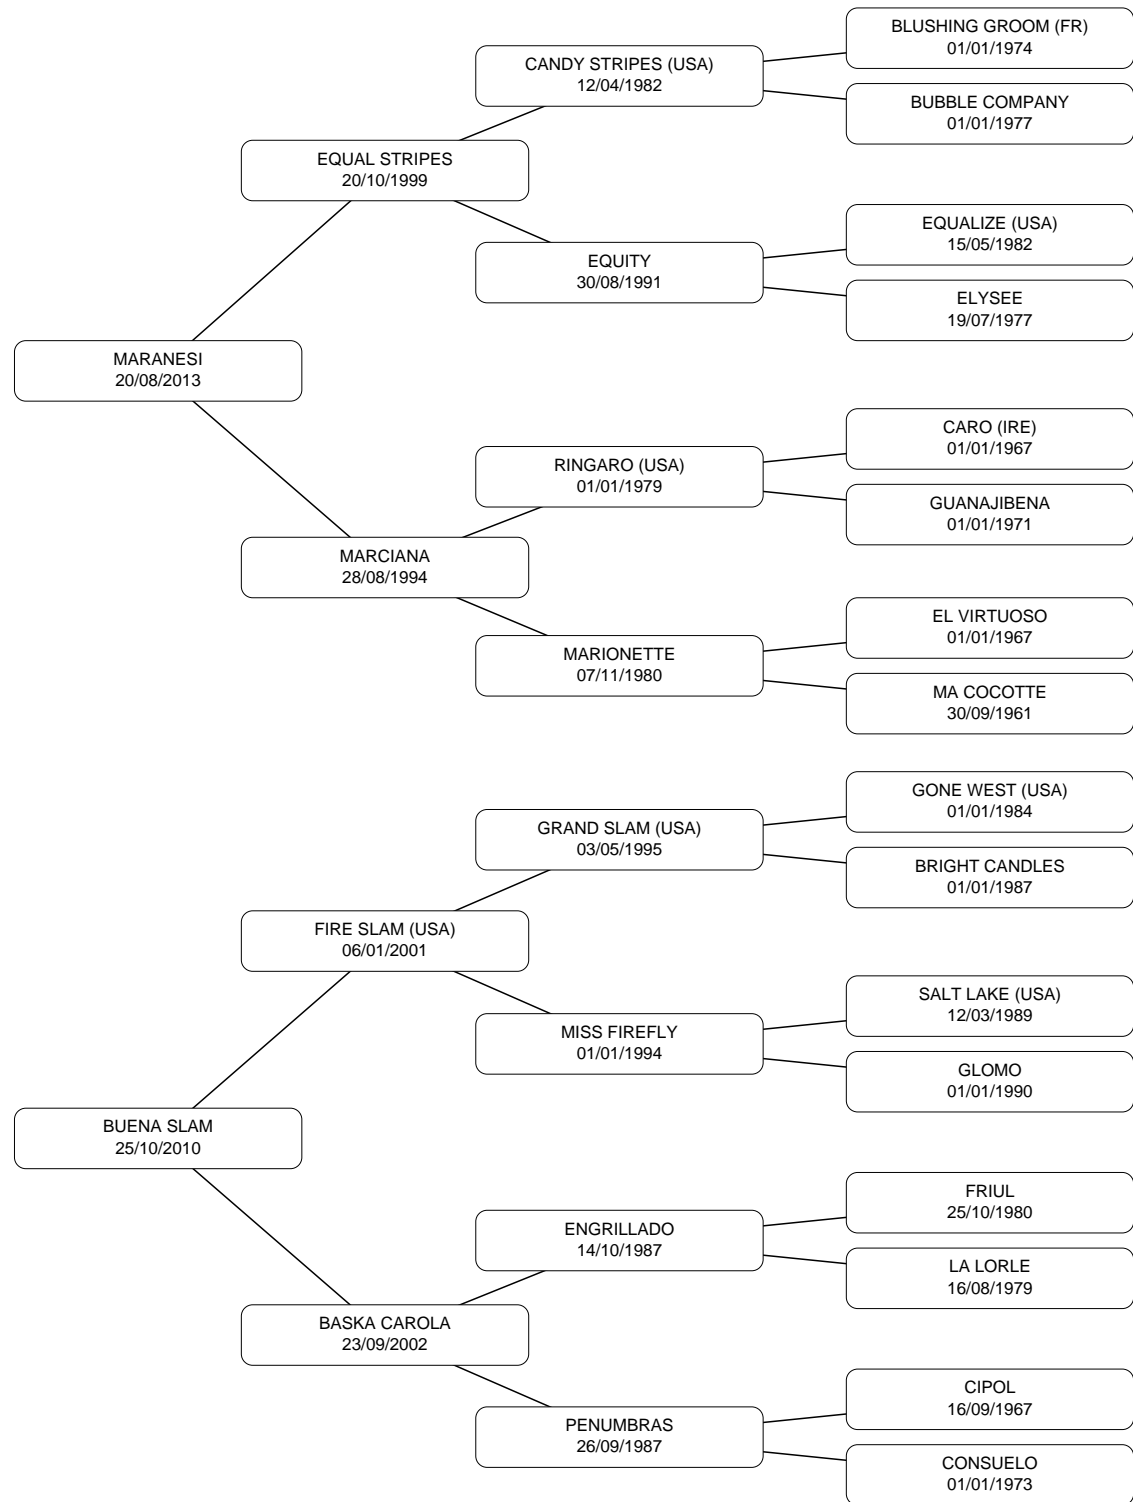 BLUSHING GROOM (FR)
01/01/1974
CANDY STRIPES (USA)
12/04/1982
BUBBLE COMPANY
01/01/1977
EQUAL STRIPES
20/10/1999
EQUALIZE (USA)
15/05/1982
EQUITY
30/08/1991
ELYSEE
19/07/1977
MARANESI
20/08/2013
CARO (IRE)
01/01/1967
RINGARO (USA)
01/01/1979
GUANAJIBENA
01/01/1971
MARCIANA
28/08/1994
EL VIRTUOSO
01/01/1967
MARIONETTE
07/11/1980
MA COCOTTE
30/09/1961
GONE WEST (USA)
01/01/1984
GRAND SLAM (USA)
03/05/1995
BRIGHT CANDLES
01/01/1987
FIRE SLAM (USA)
06/01/2001
SALT LAKE (USA)
12/03/1989
MISS FIREFLY
01/01/1994
GLOMO
01/01/1990
BUENA SLAM
25/10/2010
FRIUL
25/10/1980
ENGRILLADO
14/10/1987
LA LORLE
16/08/1979
BASKA CAROLA
23/09/2002
CIPOL
16/09/1967
PENUMBRAS
26/09/1987
CONSUELO
01/01/1973